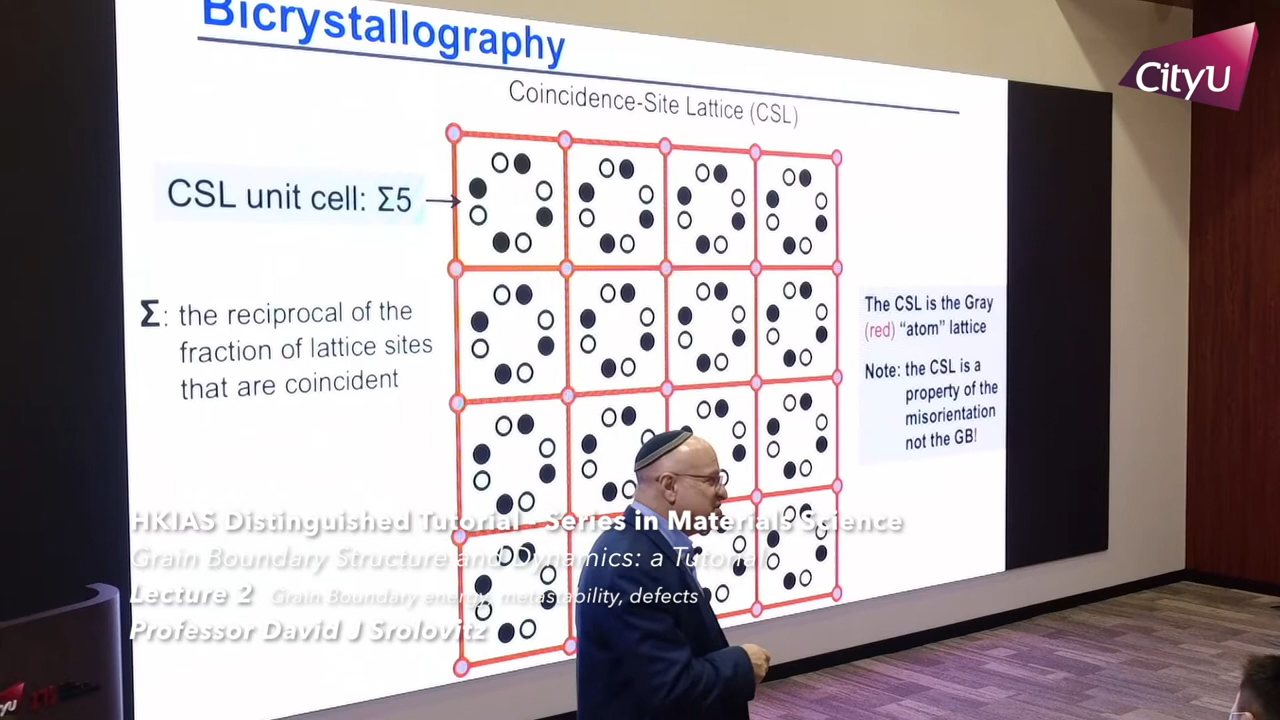 Bicrystallography
CityU
Coincidence-Site Lattice (CSL)
CSL unit cell: Σ5
Σ: the reciprocal of the
fraction of lattice sites
that are coincident
The CSL is the Gray
(red) “atom” lattice
Note: the CSL is a
property of the
misorientation
not the GB!
HKIAS Distinguished Tutorial - Series in Materials Science
Grain Boundary Structure and Dynamics: a Tutorial
Lecture 2 Grain Boundary energy, metastability, defects
Professor David J Srolovitz